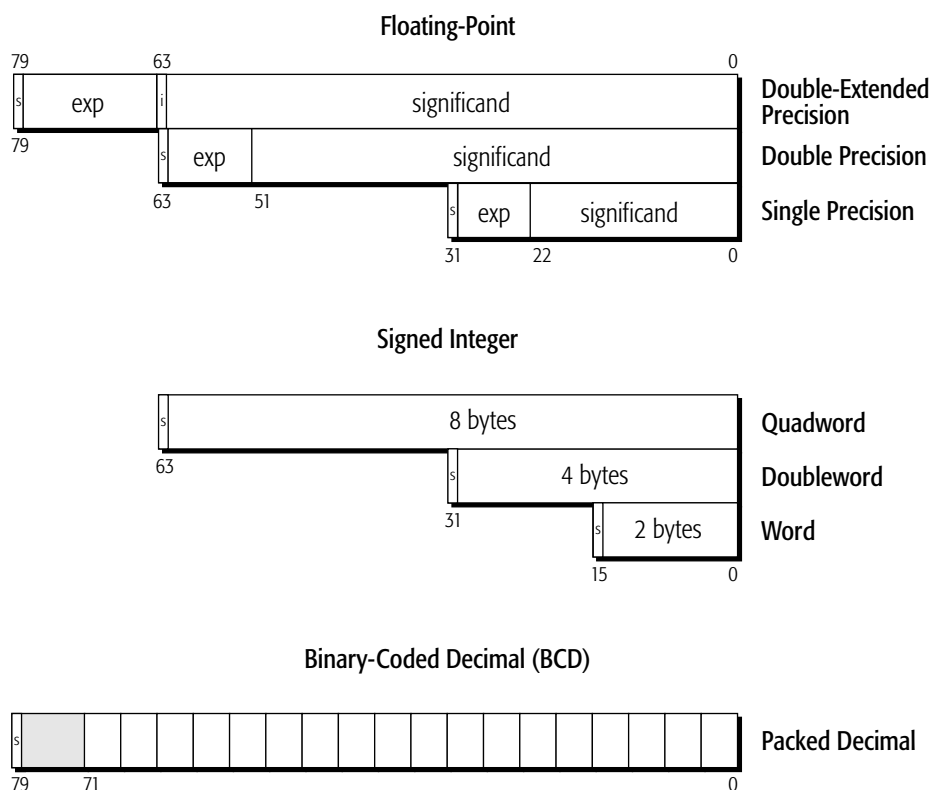 Floating-Point
79 63 0
s exp i significand Double-Extended
Precision
79
s exp significand Double Precision
63 51
s exp significand Single Precision
31 22 0
Signed Integer
s 8 bytes Quadword
63
s 4 bytes Doubleword
31
s 2 bytes Word
15 0
Binary-Coded Decimal (BCD)
s Packed Decimal
79 71 0